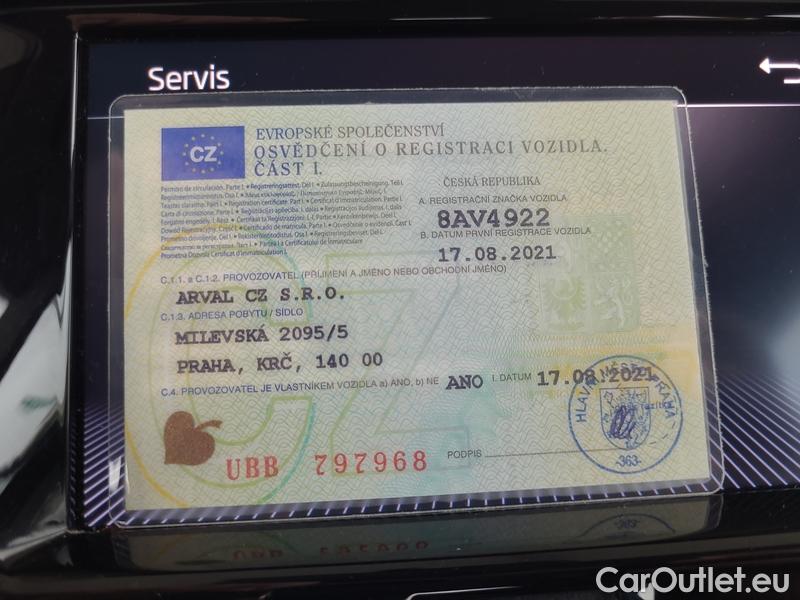 Servis
EVROPSKÉ SPOLEČENSTVÍ
OSVĚDČENÍ O REGISTRACI VOZIDLA.
ČÁST I.
CZ
ČESKÁ REPUBLIKA
A. REGISTRAČNÍ ZNAČKA VOZIDLA
8AV4922
B. DATUM PRVNÍ REGISTRACE VOZIDLA
17.08.2021
C.1.1. a C.1.2. PROVOZOVATEL (PŘÍJMENÍ A JMÉNO NEBO OBCHODNÍ JMÉNO)
ARVAL CZ S.R.O.
C.1.3. ADRESA POBYTU / SÍDLO
MILEVSKÁ 2095/5
PRAHA, KRČ, 140 00
C.4. PROVOZOVATEL JE VLASTNÍKEM VOZIDLA a) ANO, b) NE ANO I. DATUM 17.08.2021
UBB 797968
PODPIS
HLAVNÍ MĚSTO PRAHA
-363-
CarOutlet.eu